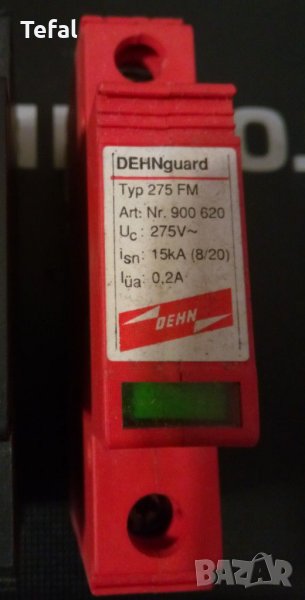 Tefal
DEHNguard
Typ 275 FM
Art: Nr. 900 620
Uc: 275V~
isn: 15kA (8/20)
Iüa: 0,2A
DEHN
BAZAR